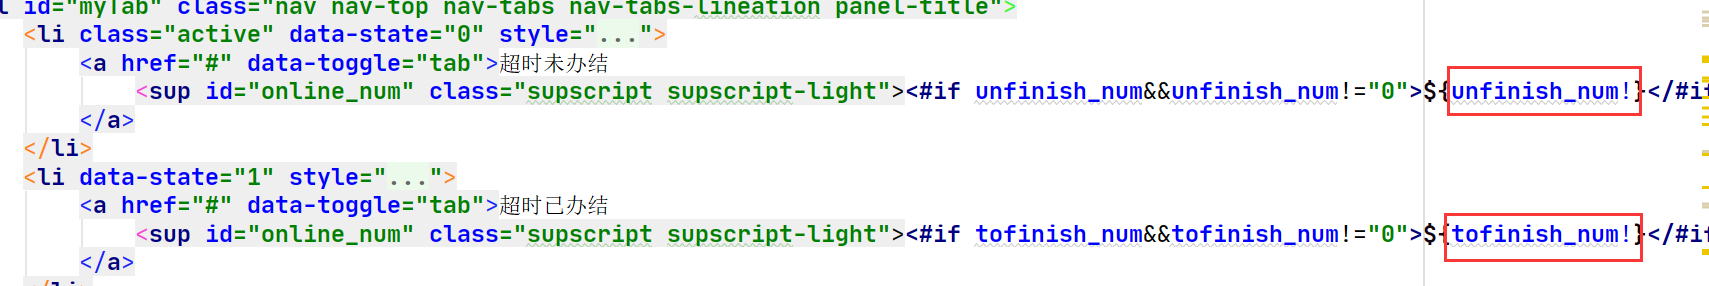 l id="myTab" class="nav nav-top nav-tabs nav-tabs-lineation panel-title">
<li class="active" data-state="0" style="...">
<a href="#" data-toggle="tab">超时未办结
<sup id="online_num" class="supscript supscript-light"><#if unfinish_num&&unfinish_num!="0">${unfinish_num!}</#if
</a>
</li>
<li data-state="1" style="...">
<a href="#" data-toggle="tab">超时已办结
<sup id="online_num" class="supscript supscript-light"><#if tofinish_num&&tofinish_num!="0">${tofinish_num!}</#if
</a>